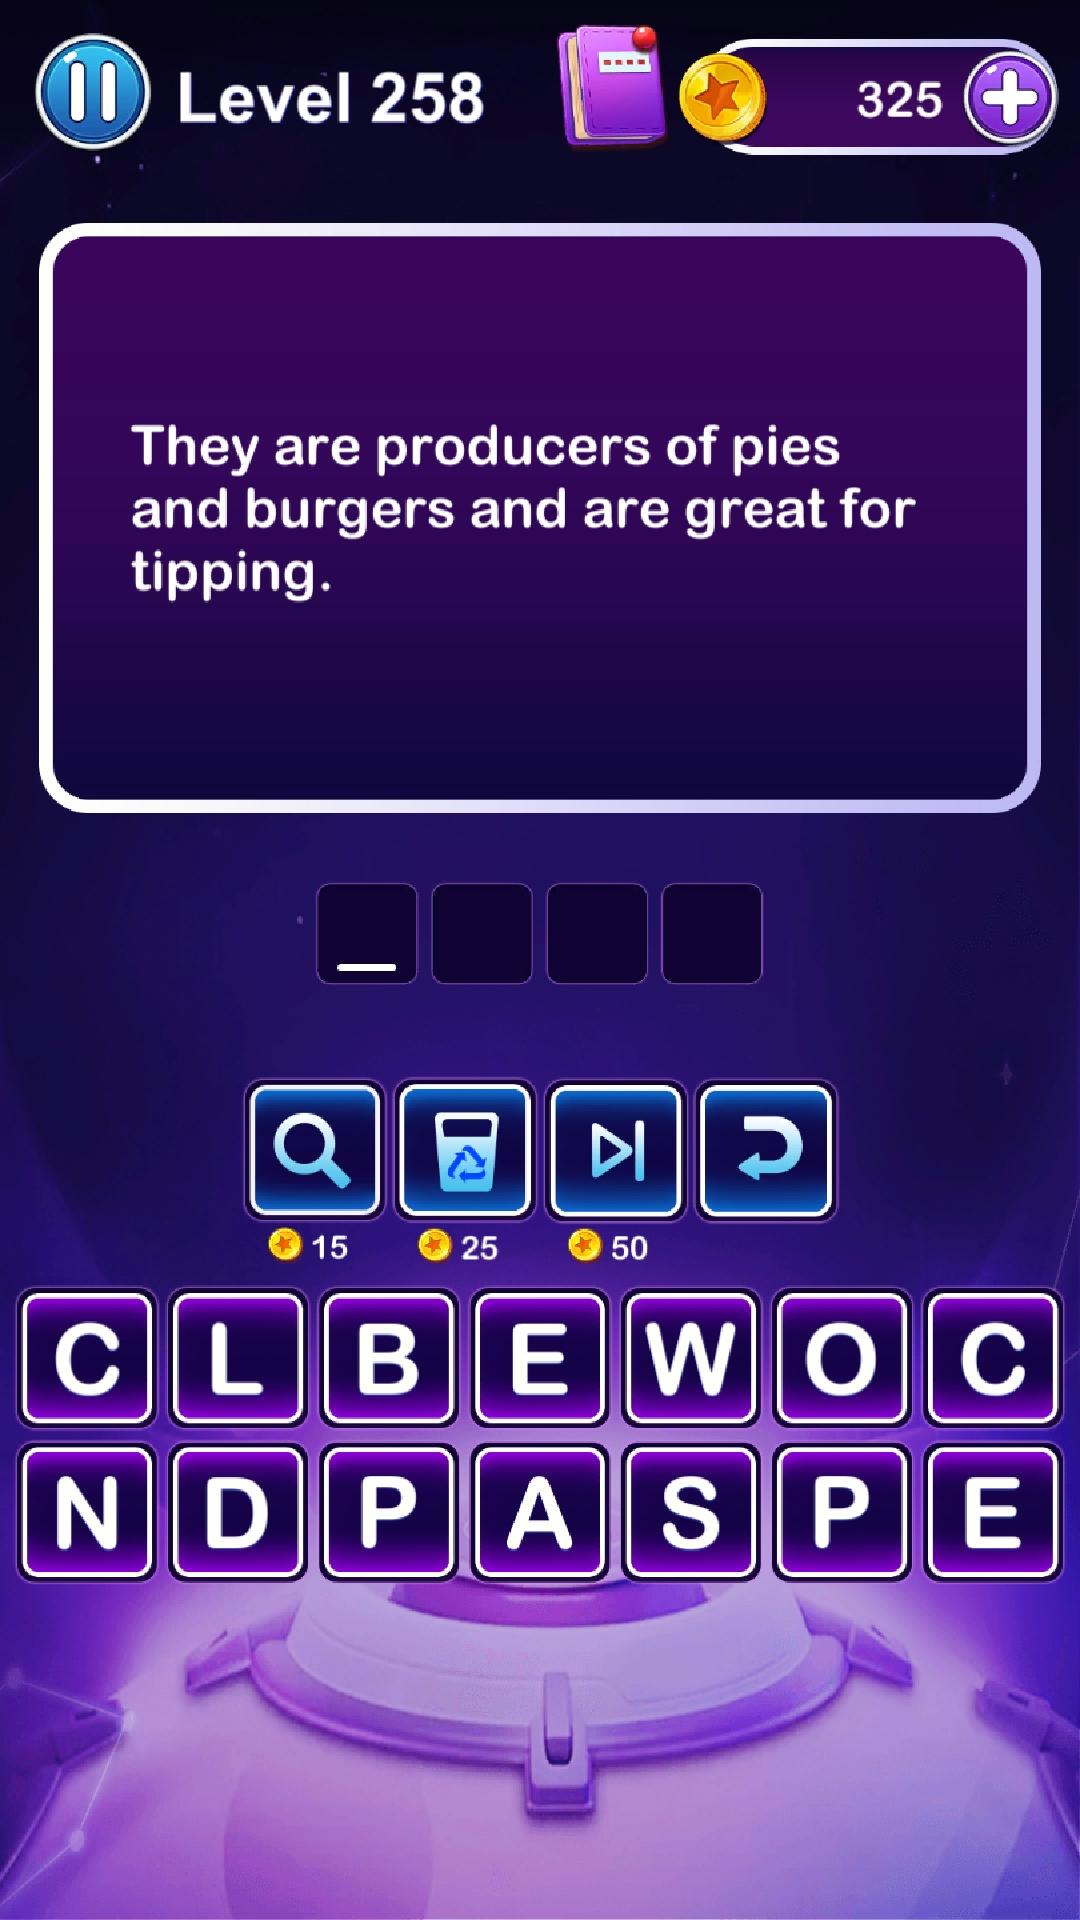 Level 258
325
They are producers of pies
and burgers and are great for
tipping.
15 25 50
C L B E W O C
N D P A S P E